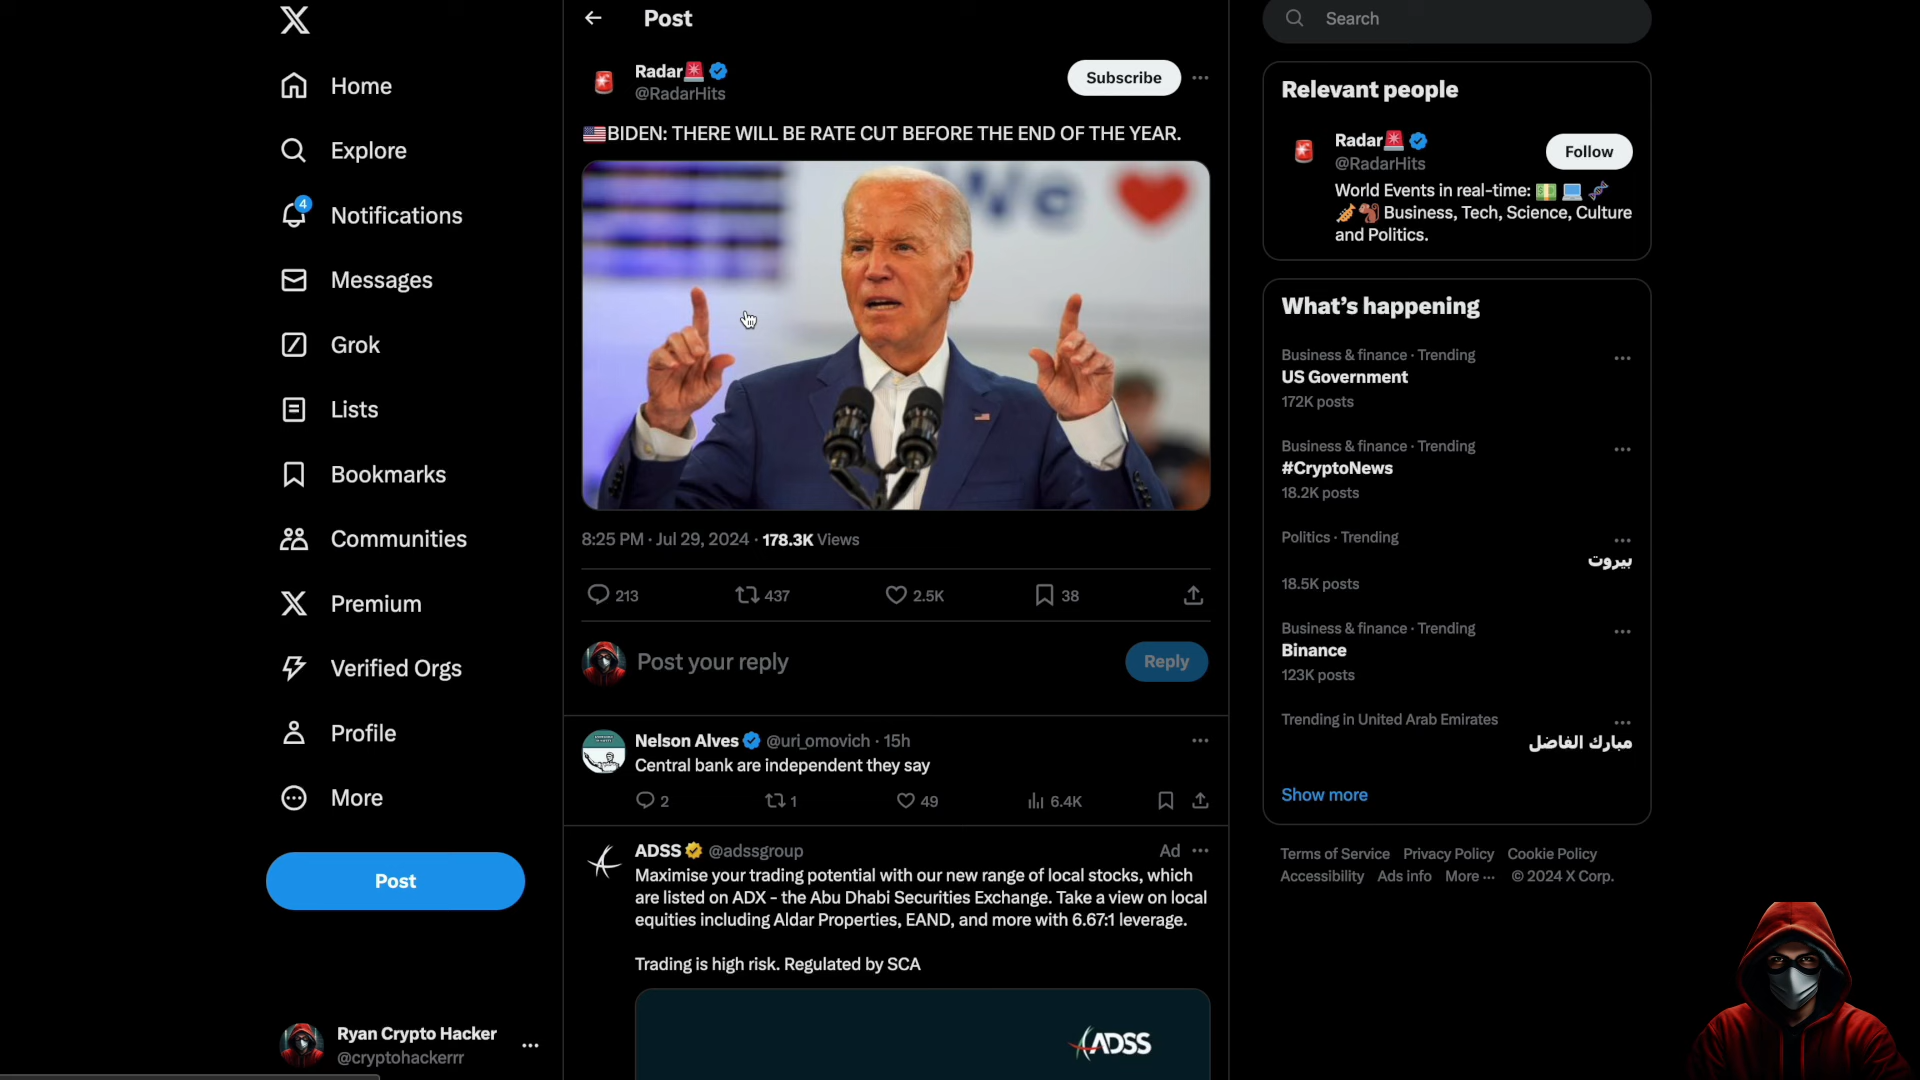 Home
Explore
4
Notifications
Messages
Grok
Lists
Bookmarks
Communities
Premium
Verified Orgs
Profile
More
Post
Ryan Crypto Hacker
@cryptohackerrr
Post
Radar
@RadarHits
Subscribe
BIDEN: THERE WILL BE RATE CUT BEFORE THE END OF THE YEAR.
We
8:25 PM · Jul 29, 2024 · 178.3K Views
213 437 2.5K 38
Post your reply
Reply
Nelson Alves @uri_omovich · 15h
Central bank are independent they say
2 1 49 6.4K
ADSS @adssgroup Ad
Maximise your trading potential with our new range of local stocks, which
are listed on ADX - the Abu Dhabi Securities Exchange. Take a view on local
equities including Aldar Properties, EAND, and more with 6.67:1 leverage.
Trading is high risk. Regulated by SCA
ADSS
Search
Relevant people
Radar
@RadarHits
Follow
World Events in real-time:
Business, Tech, Science, Culture
and Politics.
What's happening
Business & finance · Trending
US Government
172K posts
Business & finance · Trending
#CryptoNews
18.2K posts
Politics · Trending
بيروت
18.5K posts
Business & finance · Trending
Binance
123K posts
Trending in United Arab Emirates
مبارك الفاضل
Show more
Terms of Service Privacy Policy Cookie Policy
Accessibility Ads info More ··· © 2024 X Corp.